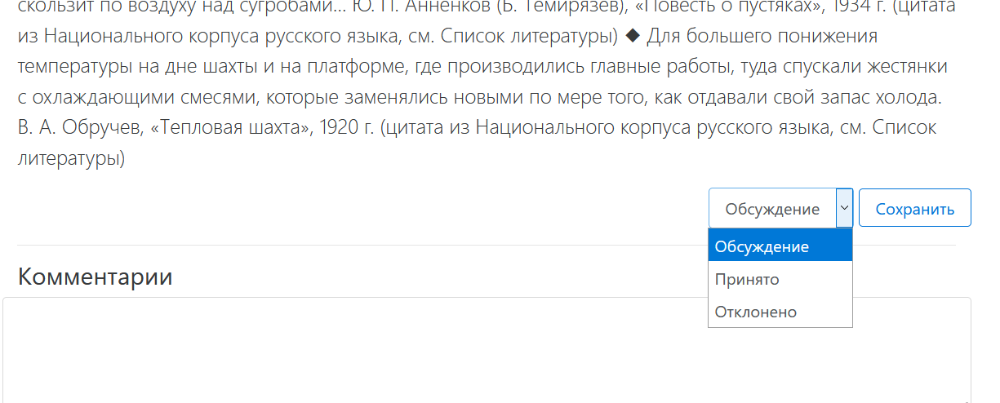 скользит по воздуху над сугробами... Ю. П. Анненков (Б. Темирязев), «Повесть о пустяках», 1934 г. (цитата
из Национального корпуса русского языка, см. Список литературы) ◆ Для большего понижения
температуры на дне шахты и на платформе, где производились главные работы, туда спускали жестянки
с охлаждающими смесями, которые заменялись новыми по мере того, как отдавали свой запас холода.
В. А. Обручев, «Тепловая шахта», 1920 г. (цитата из Национального корпуса русского языка, см. Список
литературы)
Обсуждение
Сохранить
Обсуждение
Принято
Отклонено
Комментарии